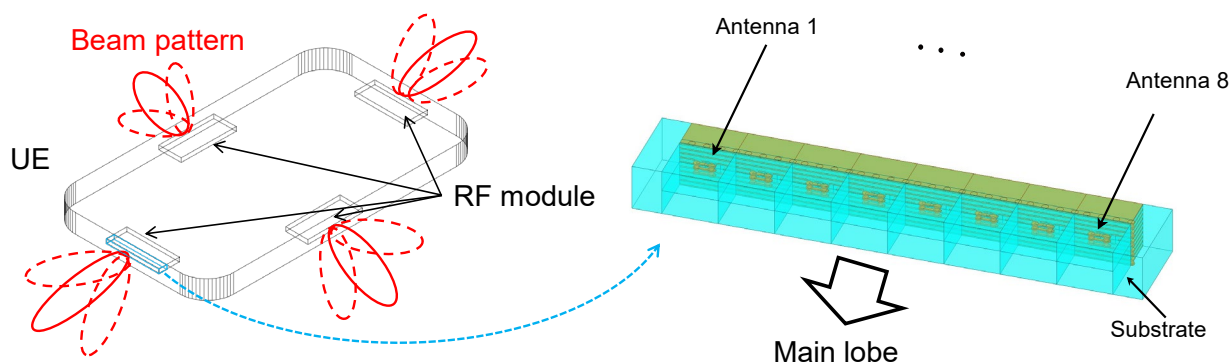 Beam pattern
UE
RF module
Antenna 1
. . .
Antenna 8
Substrate
Main lobe